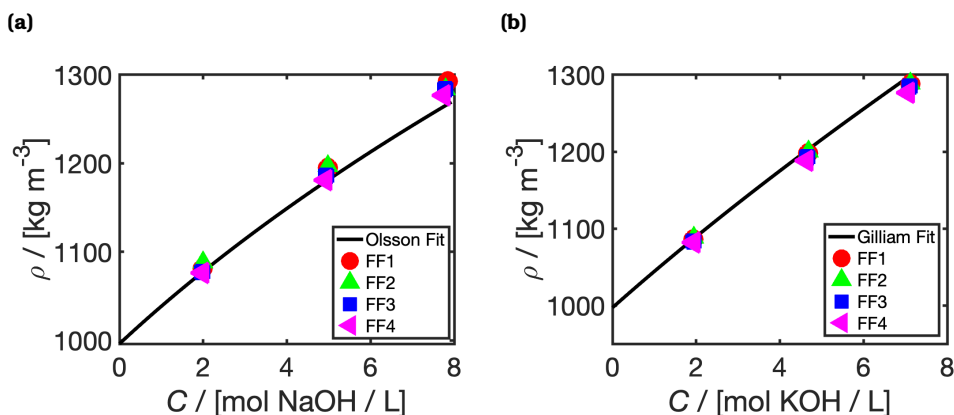 (a)
1300
1200
1100
1000
ρ / [kg m⁻³]
Olsson Fit
FF1
FF2
FF3
FF4
0 2 4 6 8
C / [mol NaOH / L]
(b)
1300
1200
1100
1000
ρ / [kg m⁻³]
Gilliam Fit
FF1
FF2
FF3
FF4
0 2 4 6 8
C / [mol KOH / L]